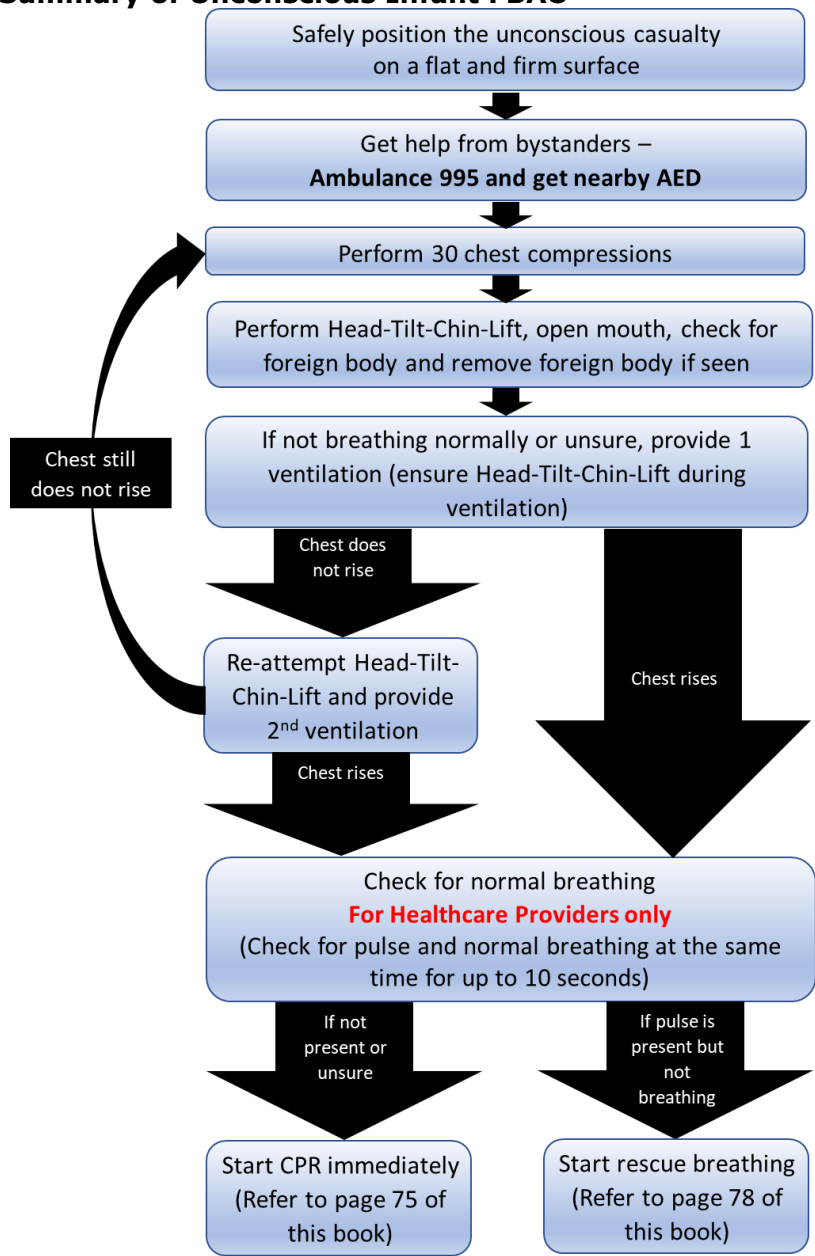 Summary of Unconscious Infant FBAO
Safely position the unconscious casualty
on a flat and firm surface
Get help from bystanders –
Ambulance 995 and get nearby AED
Perform 30 chest compressions
Perform Head-Tilt-Chin-Lift, open mouth, check for
foreign body and remove foreign body if seen
If not breathing normally or unsure, provide 1
ventilation (ensure Head-Tilt-Chin-Lift during
ventilation)
Chest still
does not rise
Chest does
not rise
Re-attempt Head-Tilt-
Chin-Lift and provide
2nd ventilation
Chest rises
Chest rises
Check for normal breathing
For Healthcare Providers only
(Check for pulse and normal breathing at the same
time for up to 10 seconds)
If not
present or
unsure
If pulse is
present but
not
breathing
Start CPR immediately
(Refer to page 75 of
this book)
Start rescue breathing
(Refer to page 78 of
this book)